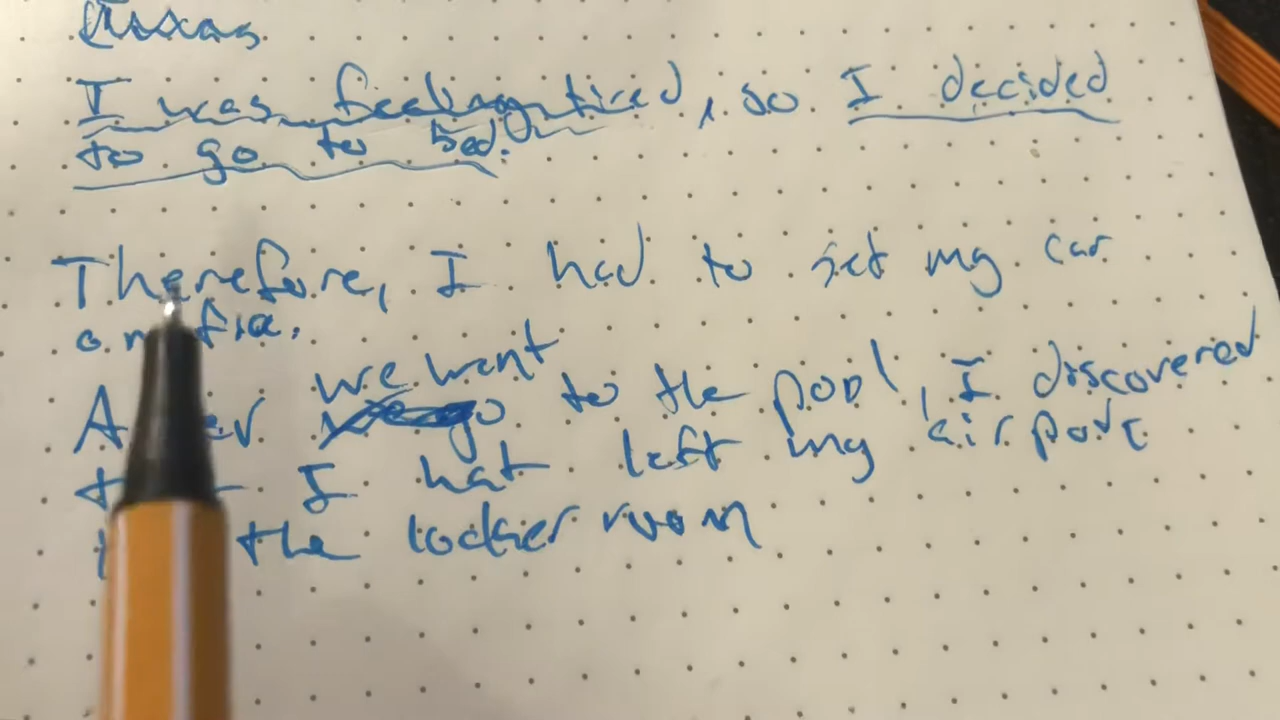 I was feeling tired, so I decided
to go to bed.
Therefore, I had to set my car
on fire.
we went
to the pool, I discovered
I hat left my airpods
the locker room